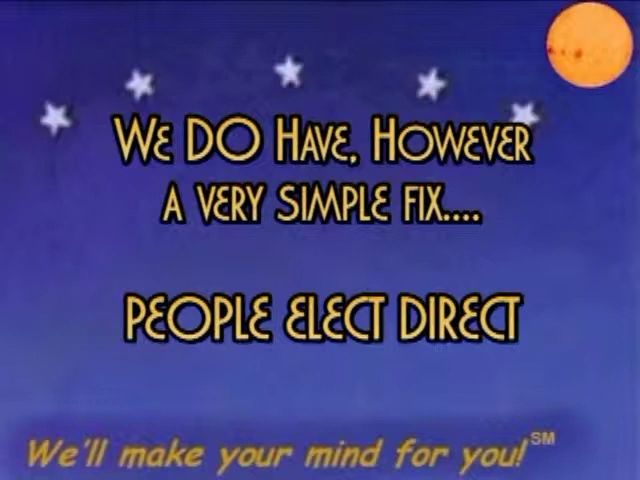 We DO Have, However
a very simple fix....
PEOPLE ELECT DIRECT
We'll make your mind for you! SM